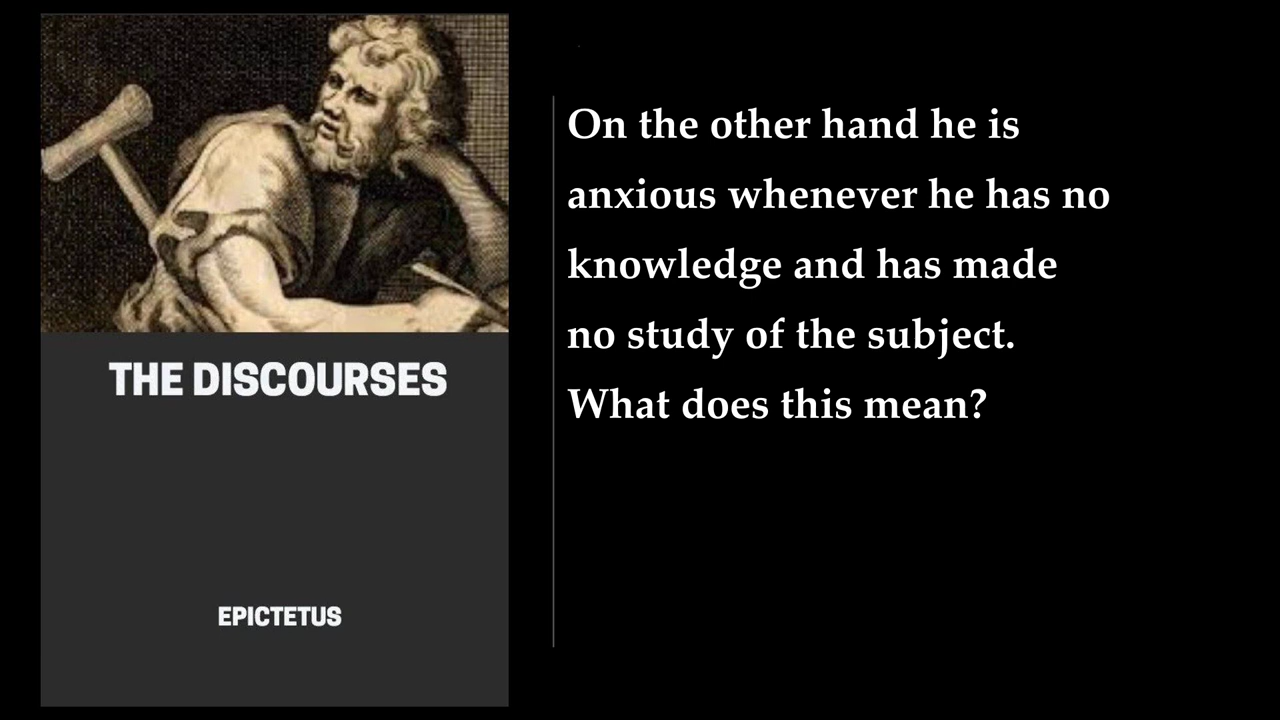 THE DISCOURSES
EPICTETUS
On the other hand he is
anxious whenever he has no
knowledge and has made
no study of the subject.
What does this mean?